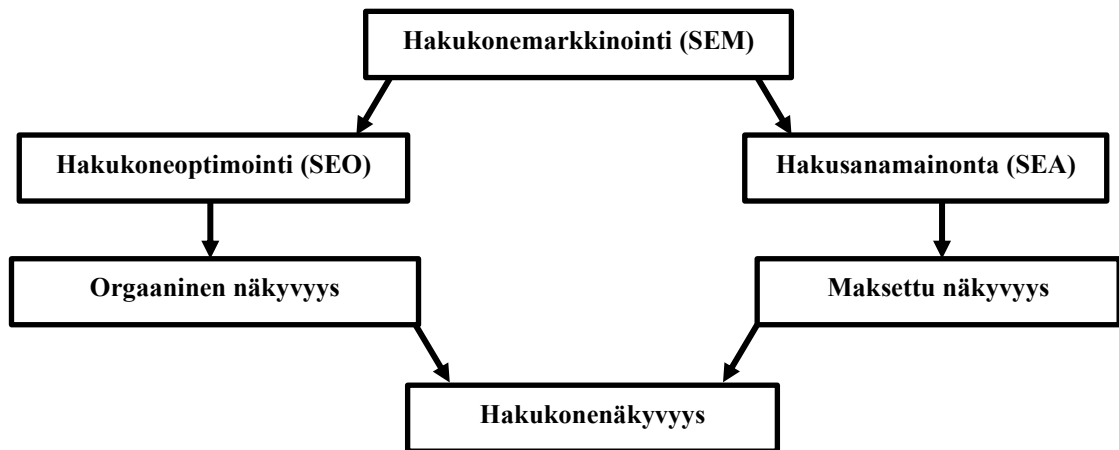 Hakukonemarkkinointi (SEM)
Hakukoneoptimointi (SEO)
Hakusanamainonta (SEA)
Orgaaninen näkyvyys
Maksettu näkyvyys
Hakukonenäkyvyys